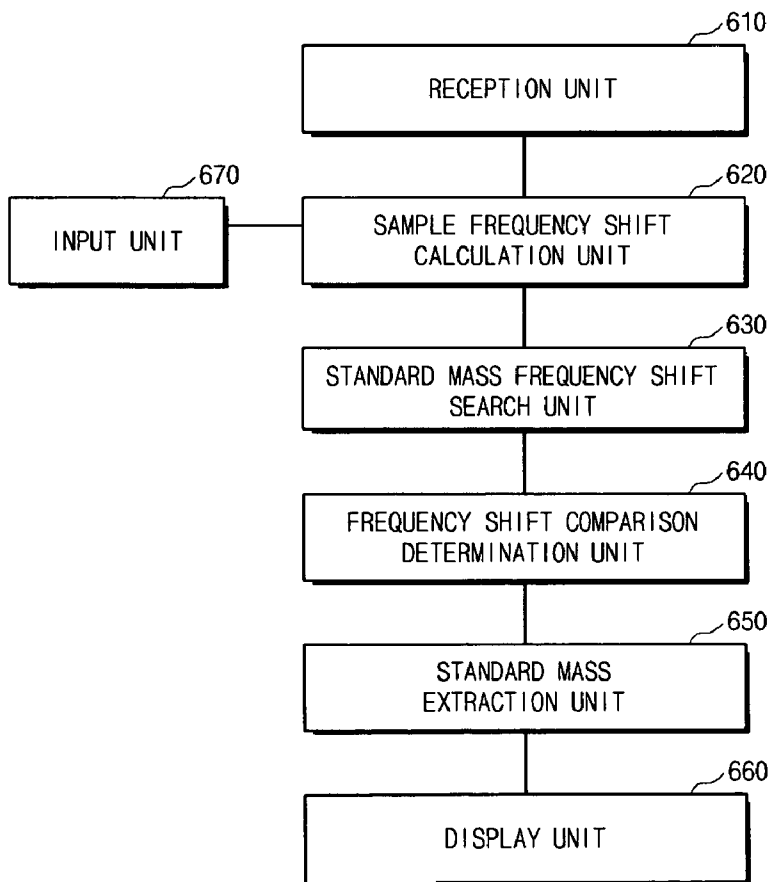 610
RECEPTION UNIT
670
INPUT UNIT
620
SAMPLE FREQUENCY SHIFT
CALCULATION UNIT
630
STANDARD MASS FREQUENCY SHIFT
SEARCH UNIT
640
FREQUENCY SHIFT COMPARISON
DETERMINATION UNIT
650
STANDARD MASS
EXTRACTION UNIT
660
DISPLAY UNIT